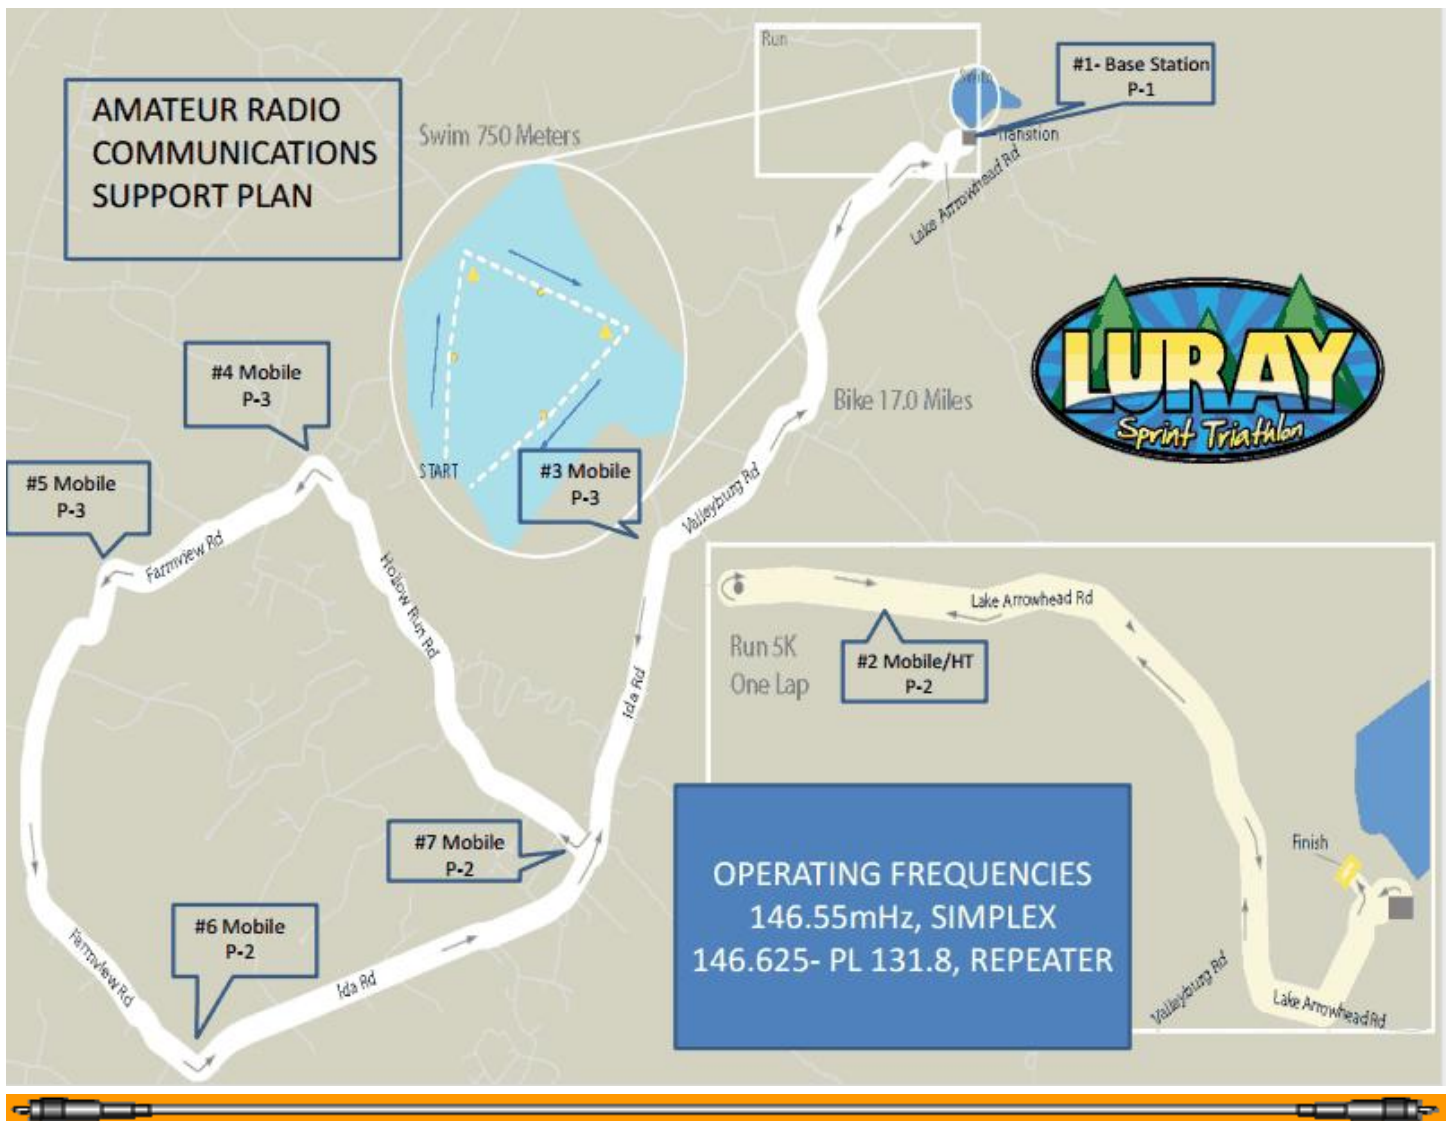 AMATEUR RADIO
COMMUNICATIONS
SUPPORT PLAN
Run
Swim
#1- Base Station
P-1
Transition
Lake Arrowhead Rd
Swim 750 Meters
START
LURAY
Sprint Triathlon
Bike 17.0 Miles
#4 Mobile
P-3
#3 Mobile
P-3
#5 Mobile
P-3
Valleyburg Rd
Farmview Rd
Hollow Run Rd
Ida Rd
Lake Arrowhead Rd
Run 5K
One Lap
#2 Mobile/HT
P-2
#7 Mobile
P-2
#6 Mobile
P-2
Farmview Rd
Ida Rd
OPERATING FREQUENCIES
146.55mHz, SIMPLEX
146.625- PL 131.8, REPEATER
Finish
Valleyburg Rd
Lake Arrowhead Rd